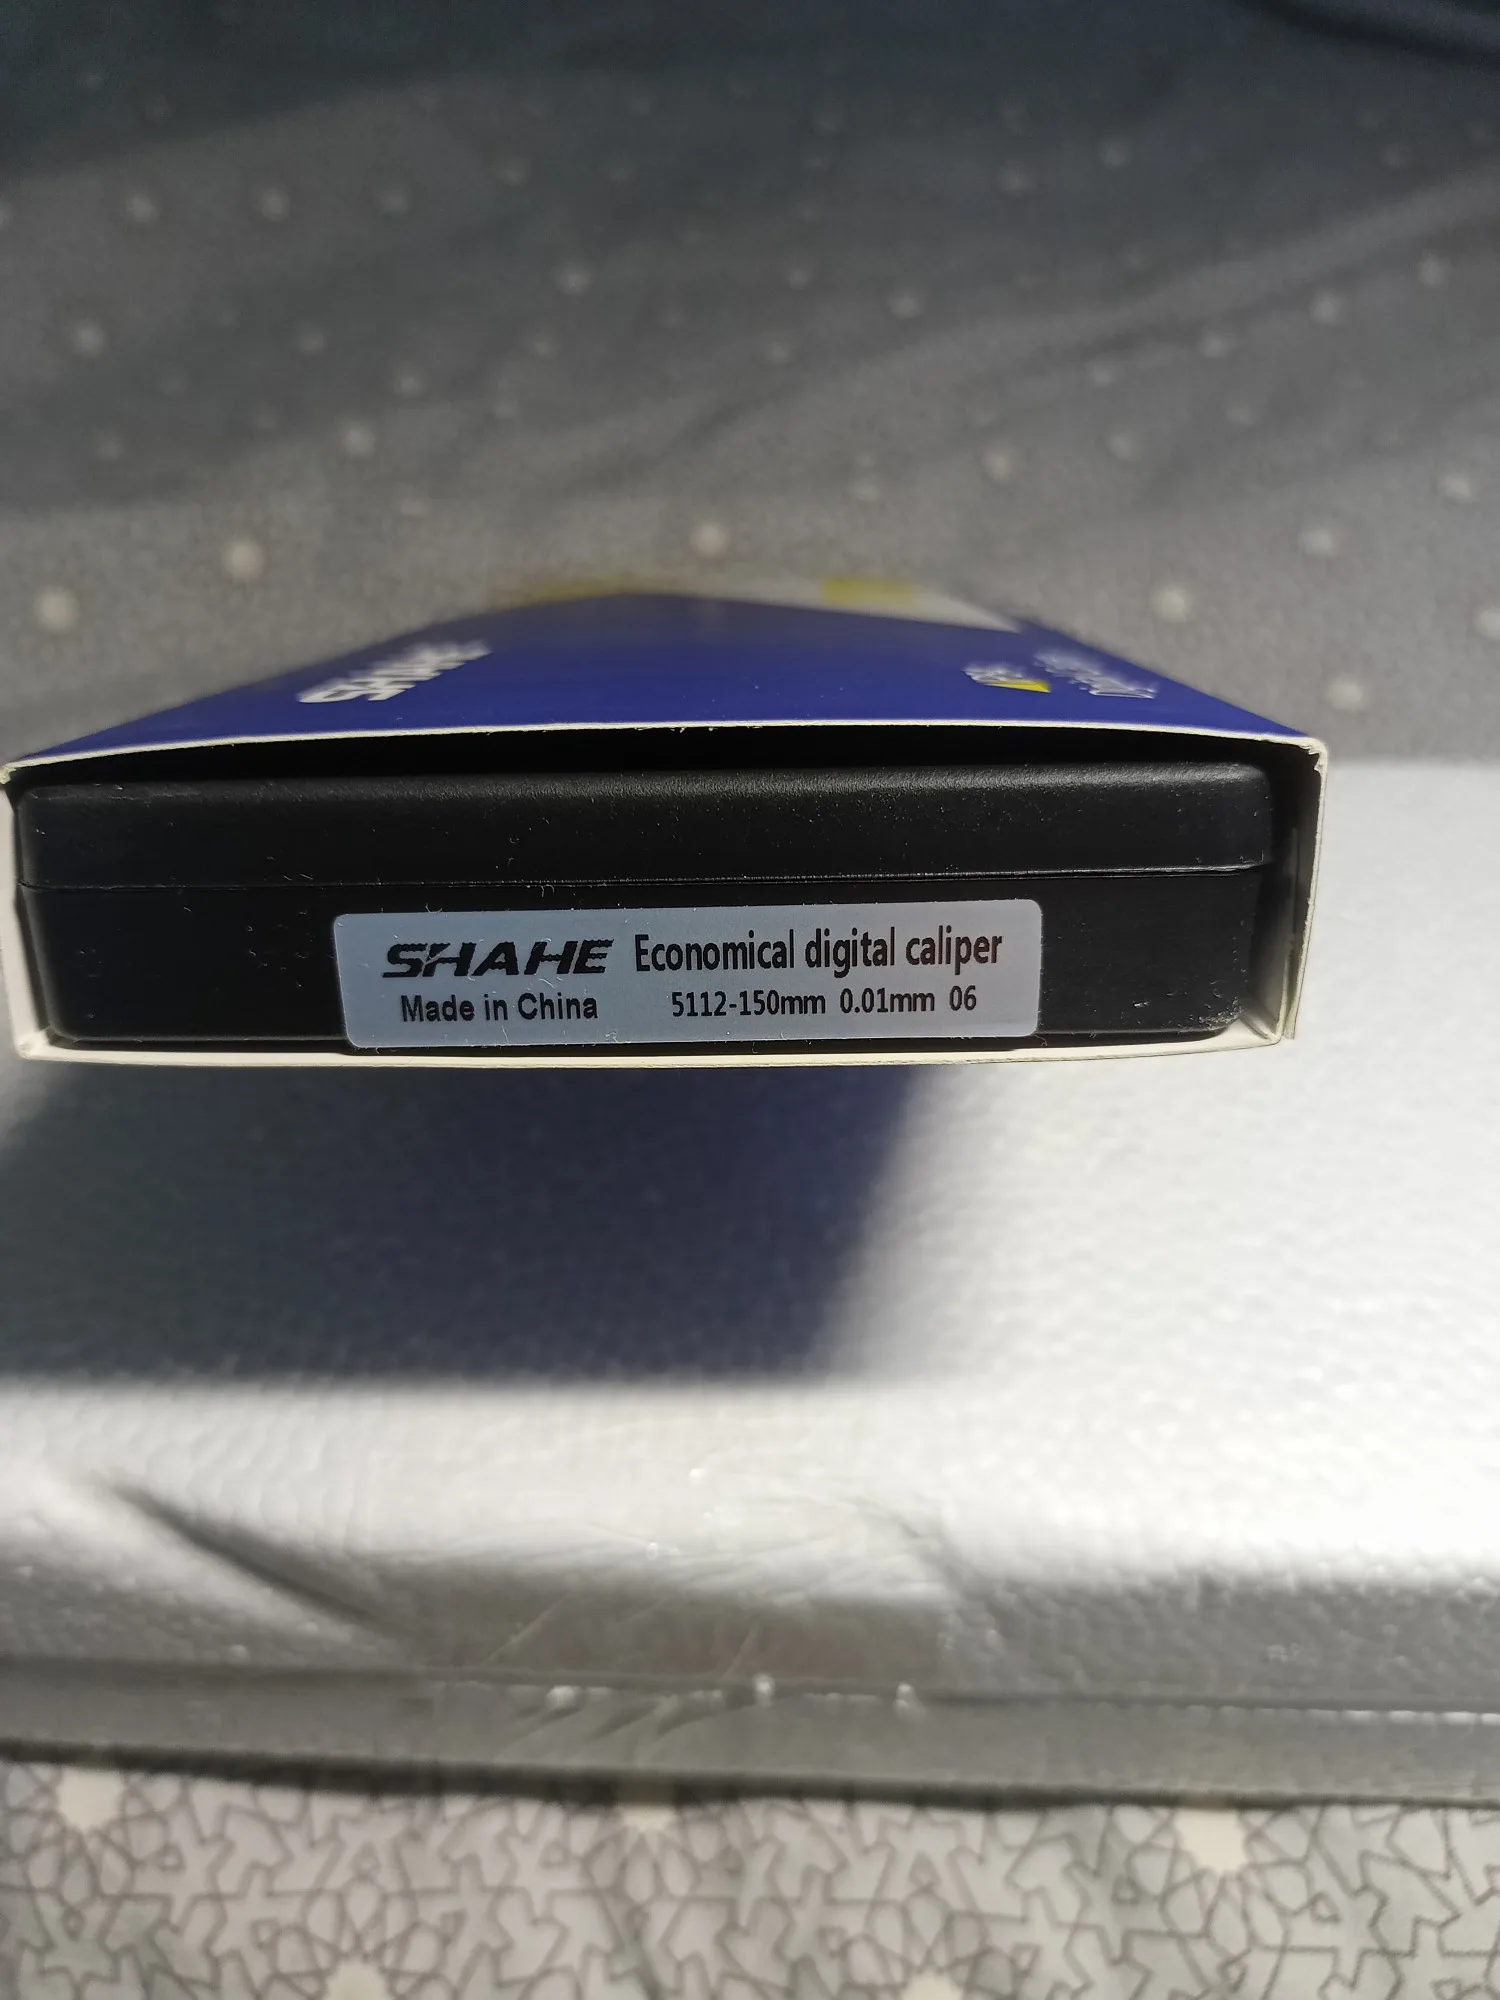 SHAHE
SHAHE Economical digital caliper
Made in China 5112-150mm 0.01mm 06